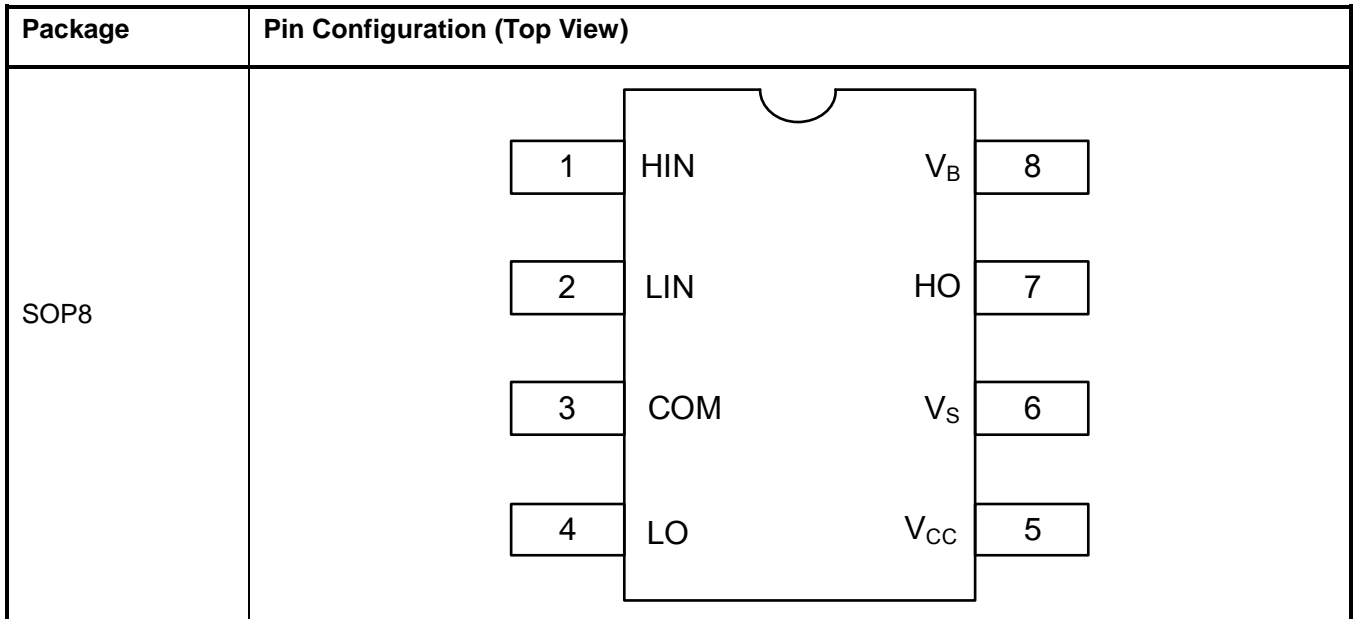 Package Pin Configuration (Top View)
1 HIN V_B 8
2 LIN HO 7
SOP8
3 COM V_S 6
4 LO V_CC 5